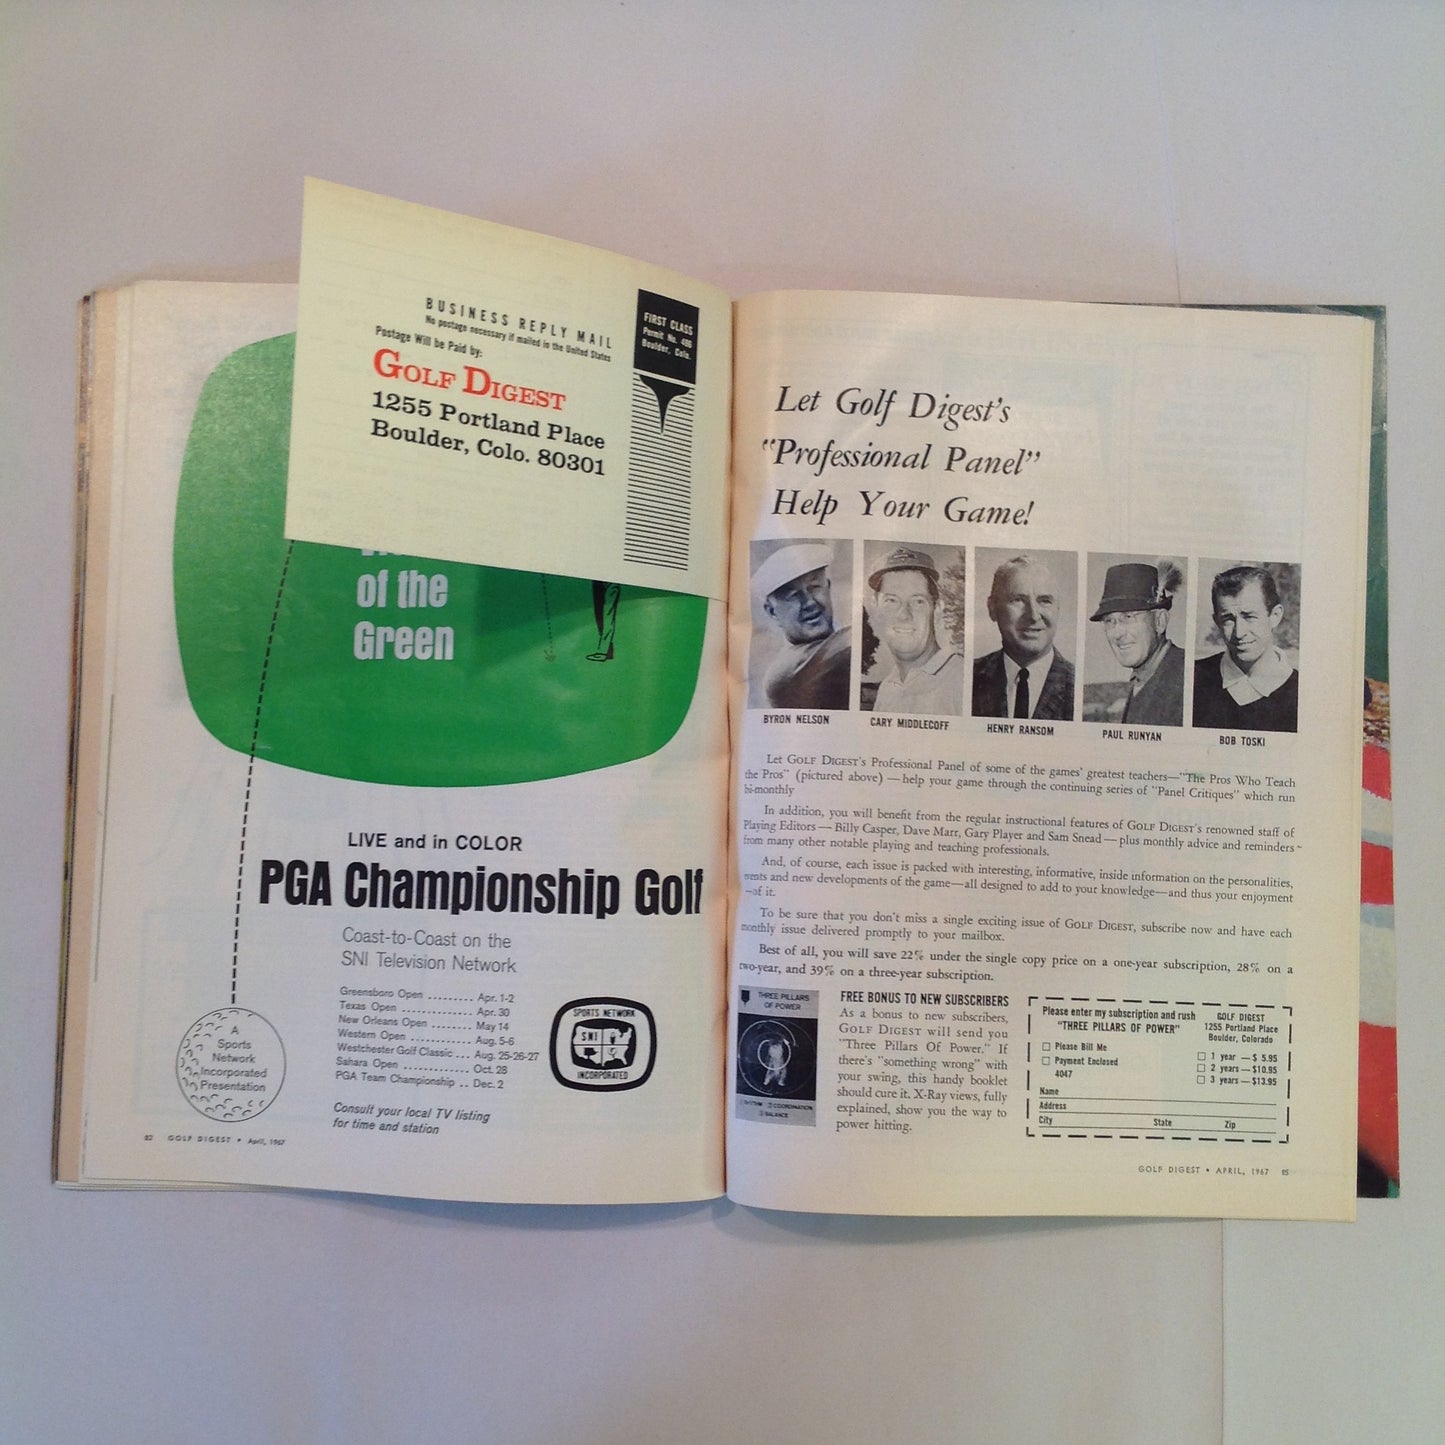 BUSINESS REPLY MAIL
No postage necessary if mailed in the United States
Postage Will be Paid by:
GOLF DIGEST
1255 Portland Place
Boulder, Colo. 80301
FIRST CLASS
Permit No. 486
Boulder, Colo.
of the
Green
LIVE and in COLOR
PGA Championship Golf
Coast-to-Coast on the
SNI Television Network
Greensboro Open ......... Apr. 1-2
Texas Open .............. Apr. 30
New Orleans Open ........ May 14
Western Open ............ Aug. 5-6
Westchester Golf Classic ... Aug. 25-26-27
Sahara Open ............. Oct. 28
PGA Team Championship .. Dec. 2
Consult your local TV listing
for time and station
SPORTS NETWORK
SNI
INCORPORATED
A
Sports
Network
Incorporated
Presentation
82 GOLF DIGEST • April, 1967
Let Golf Digest's
"Professional Panel"
Help Your Game!
BYRON NELSON
CARY MIDDLECOFF
HENRY RANSOM
PAUL RUNYAN
BOB TOSKI
Let GOLF DIGEST's Professional Panel of some of the games' greatest teachers—"The Pros Who Teach
the Pros" (pictured above) — help your game through the continuing series of "Panel Critiques" which run
bi-monthly
In addition, you will benefit from the regular instructional features of GOLF DIGEST's renowned staff of
Playing Editors — Billy Casper, Dave Marr, Gary Player and Sam Snead — plus monthly advice and reminders
from many other notable playing and teaching professionals.
And, of course, each issue is packed with interesting, informative, inside information on the personalities,
events and new developments of the game—all designed to add to your knowledge—and thus your enjoyment
—of it.
To be sure that you don't miss a single exciting issue of GOLF DIGEST, subscribe now and have each
monthly issue delivered promptly to your mailbox.
Best of all, you will save 22% under the single copy price on a one-year subscription, 28% on a
two-year, and 39% on a three-year subscription.
THREE PILLARS
OF POWER
RHYTHM COORDINATION
BALANCE
FREE BONUS TO NEW SUBSCRIBERS
As a bonus to new subscribers,
GOLF DIGEST will send you
"Three Pillars Of Power." If
there's "something wrong" with
your swing, this handy booklet
should cure it. X-Ray views, fully
explained, show you the way to
power hitting.
Please enter my subscription and rush
"THREE PILLARS OF POWER"
GOLF DIGEST
1255 Portland Place
Boulder, Colorado
Please Bill Me
Payment Enclosed
4047
1 year — $ 5.95
2 years — $10.95
3 years — $13.95
Name
Address
City State Zip
GOLF DIGEST • APRIL, 1967 85